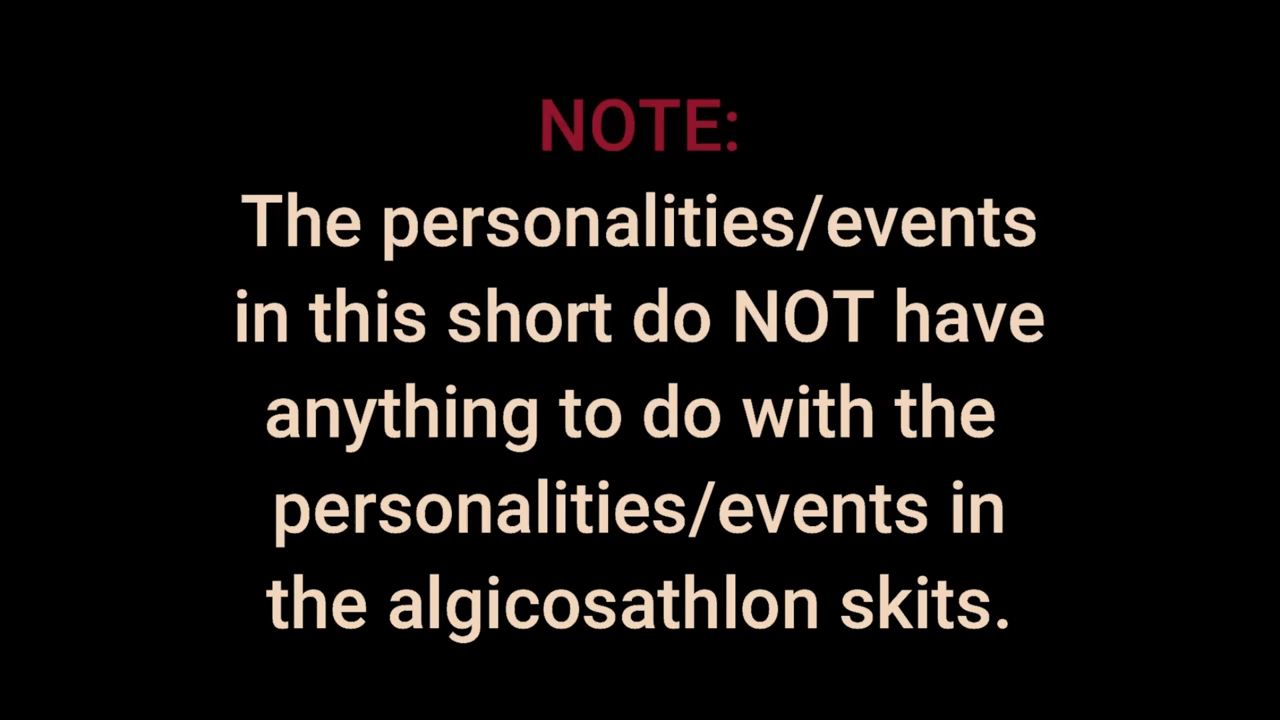 NOTE:
The personalities/events
in this short do NOT have
anything to do with the
personalities/events in
the algicosathlon skits.